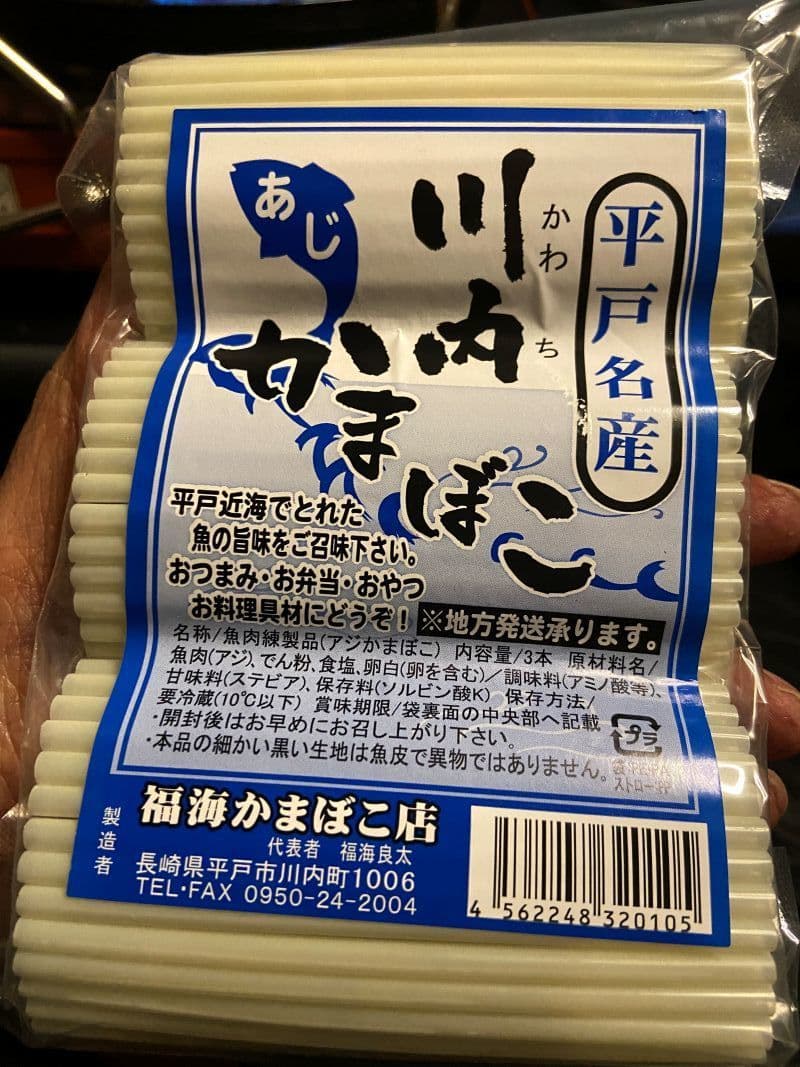 平戸名産
川内
かわち
かまぼこ
あじ
平戸近海でとれた
魚の旨味をご召味下さい。
おつまみ・お弁当・おやつ
お料理具材にどうぞ!
※地方発送承ります。
名称/魚肉練製品(アジかまぼこ) 内容量/3本 原材料名/
魚肉(アジ)、でん粉、食塩、卵白(卵を含む)/調味料(アミノ酸等)、
甘味料(ステビア)、保存料(ソルビン酸K) 保存方法/
要冷蔵(10℃以下) 賞味期限/袋裏面の中央部へ記載
・開封後はお早めにお召し上がり下さい。
・本品の細かい黒い生地は魚皮で異物ではありません。
プラ
ストロー:PP
製造者
福海かまぼこ店
代表者 福海良太
長崎県平戸市川内町1006
TEL・FAX 0950-24-2004
4 562248 320105